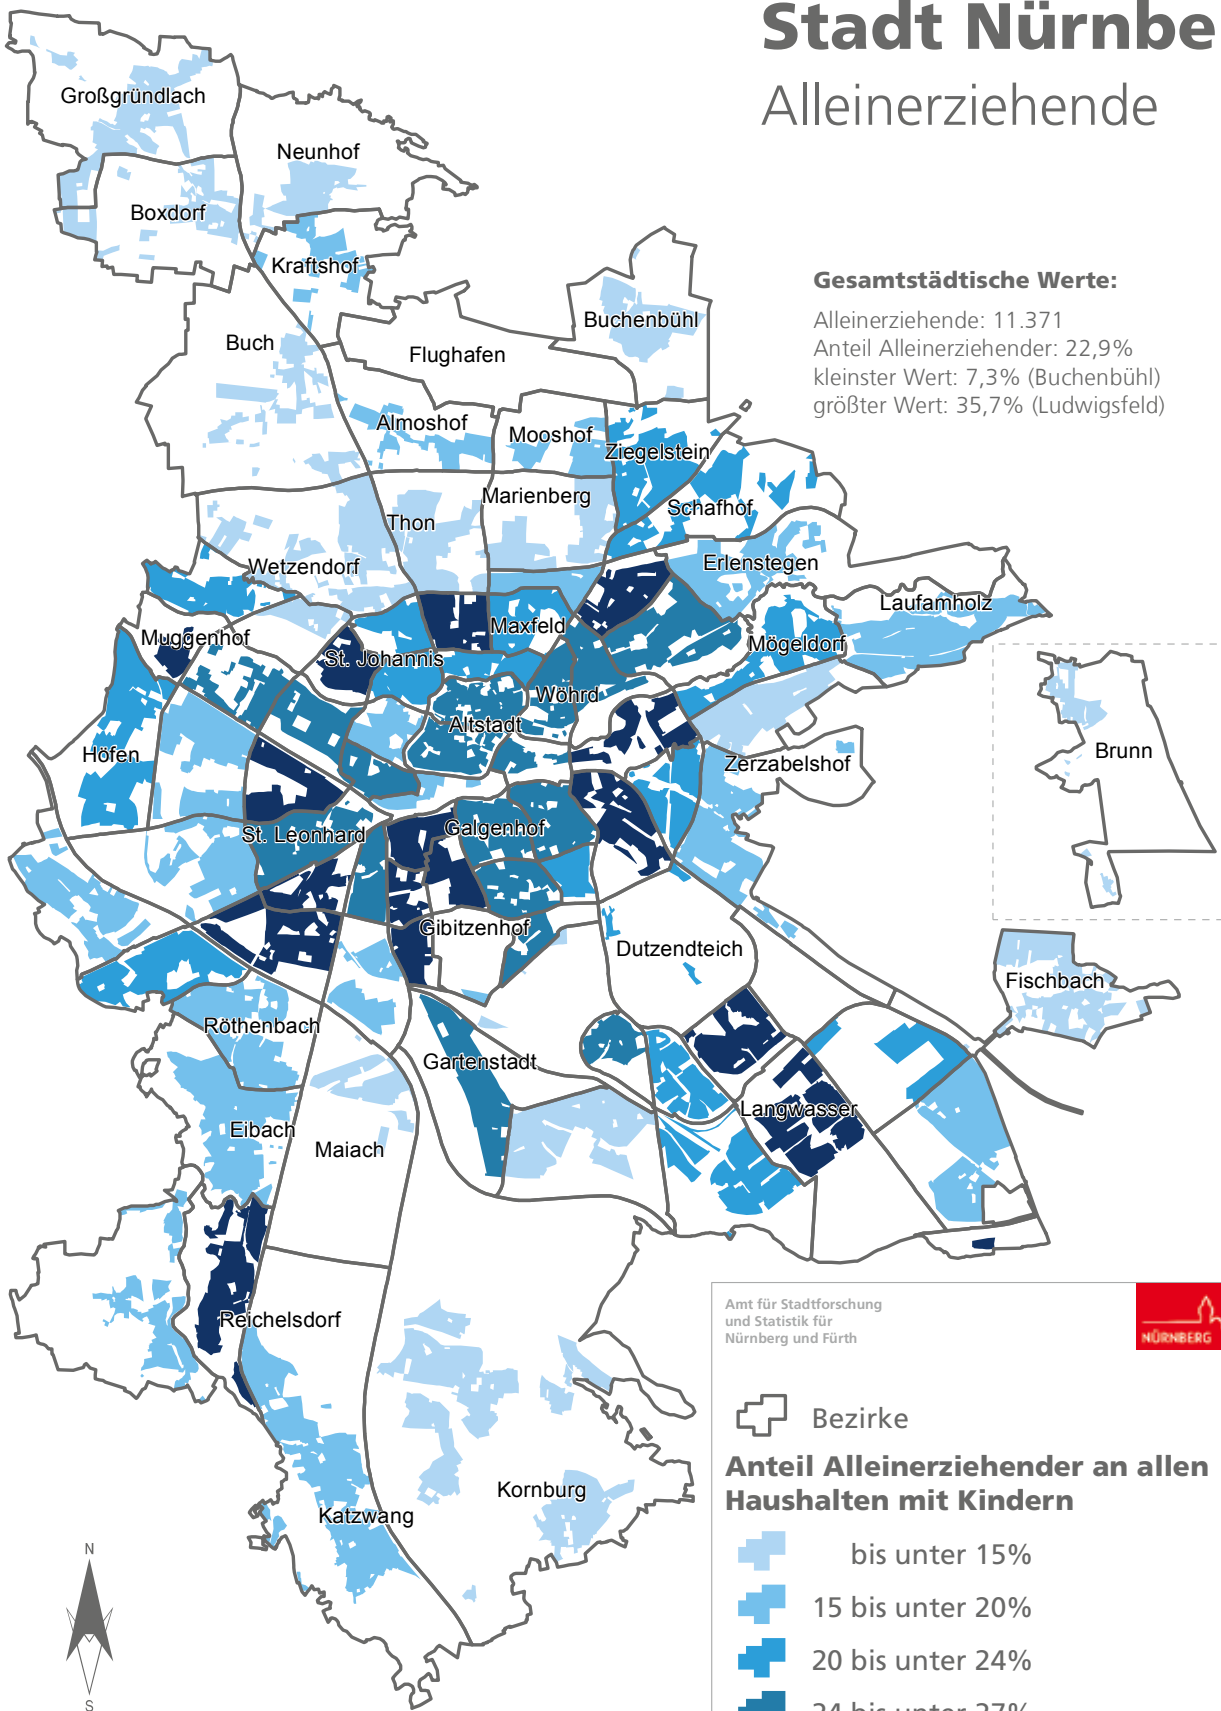 Stadt Nürnbe
Alleinerziehende
Gesamtstädtische Werte:
Alleinerziehende: 11.371
Anteil Alleinerziehender: 22,9%
kleinster Wert: 7,3% (Buchenbühl)
größter Wert: 35,7% (Ludwigsfeld)
Großgründlach
Neunhof
Boxdorf
Kraftshof
Buchenbühl
Buch
Flughafen
Almoshof
Mooshof
Ziegelstein
Marienberg
Schafhof
Thon
Wetzendorf
Erlenstegen
Laufamholz
Maxfeld
Muggenhof
Mögeldorf
St. Johannis
Wöhrd
Altstadt
Höfen
Zerzabelshof
Brunn
St. Leonhard
Galgenhof
Gibitzenhof
Dutzendteich
Fischbach
Röthenbach
Gartenstadt
Langwasser
Eibach
Maiach
Reichelsdorf
Kornburg
Katzwang
N
S
Amt für Stadtforschung
und Statistik für
Nürnberg und Fürth
NÜRNBERG
Bezirke
Anteil Alleinerziehender an allen
Haushalten mit Kindern
bis unter 15%
15 bis unter 20%
20 bis unter 24%
24 bis unter 27%